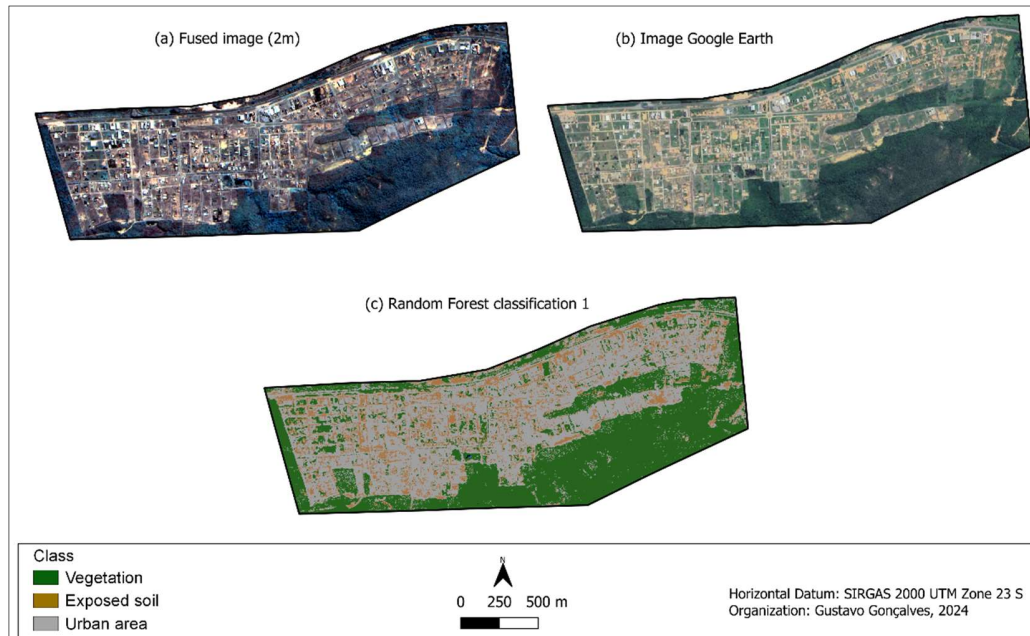 (a) Fused image (2m)
(b) Image Google Earth
(c) Random Forest classification 1
Class
Vegetation
Exposed soil
Urban area
N
0 250 500 m
Horizontal Datum: SIRGAS 2000 UTM Zone 23 S
Organization: Gustavo Gonçalves, 2024